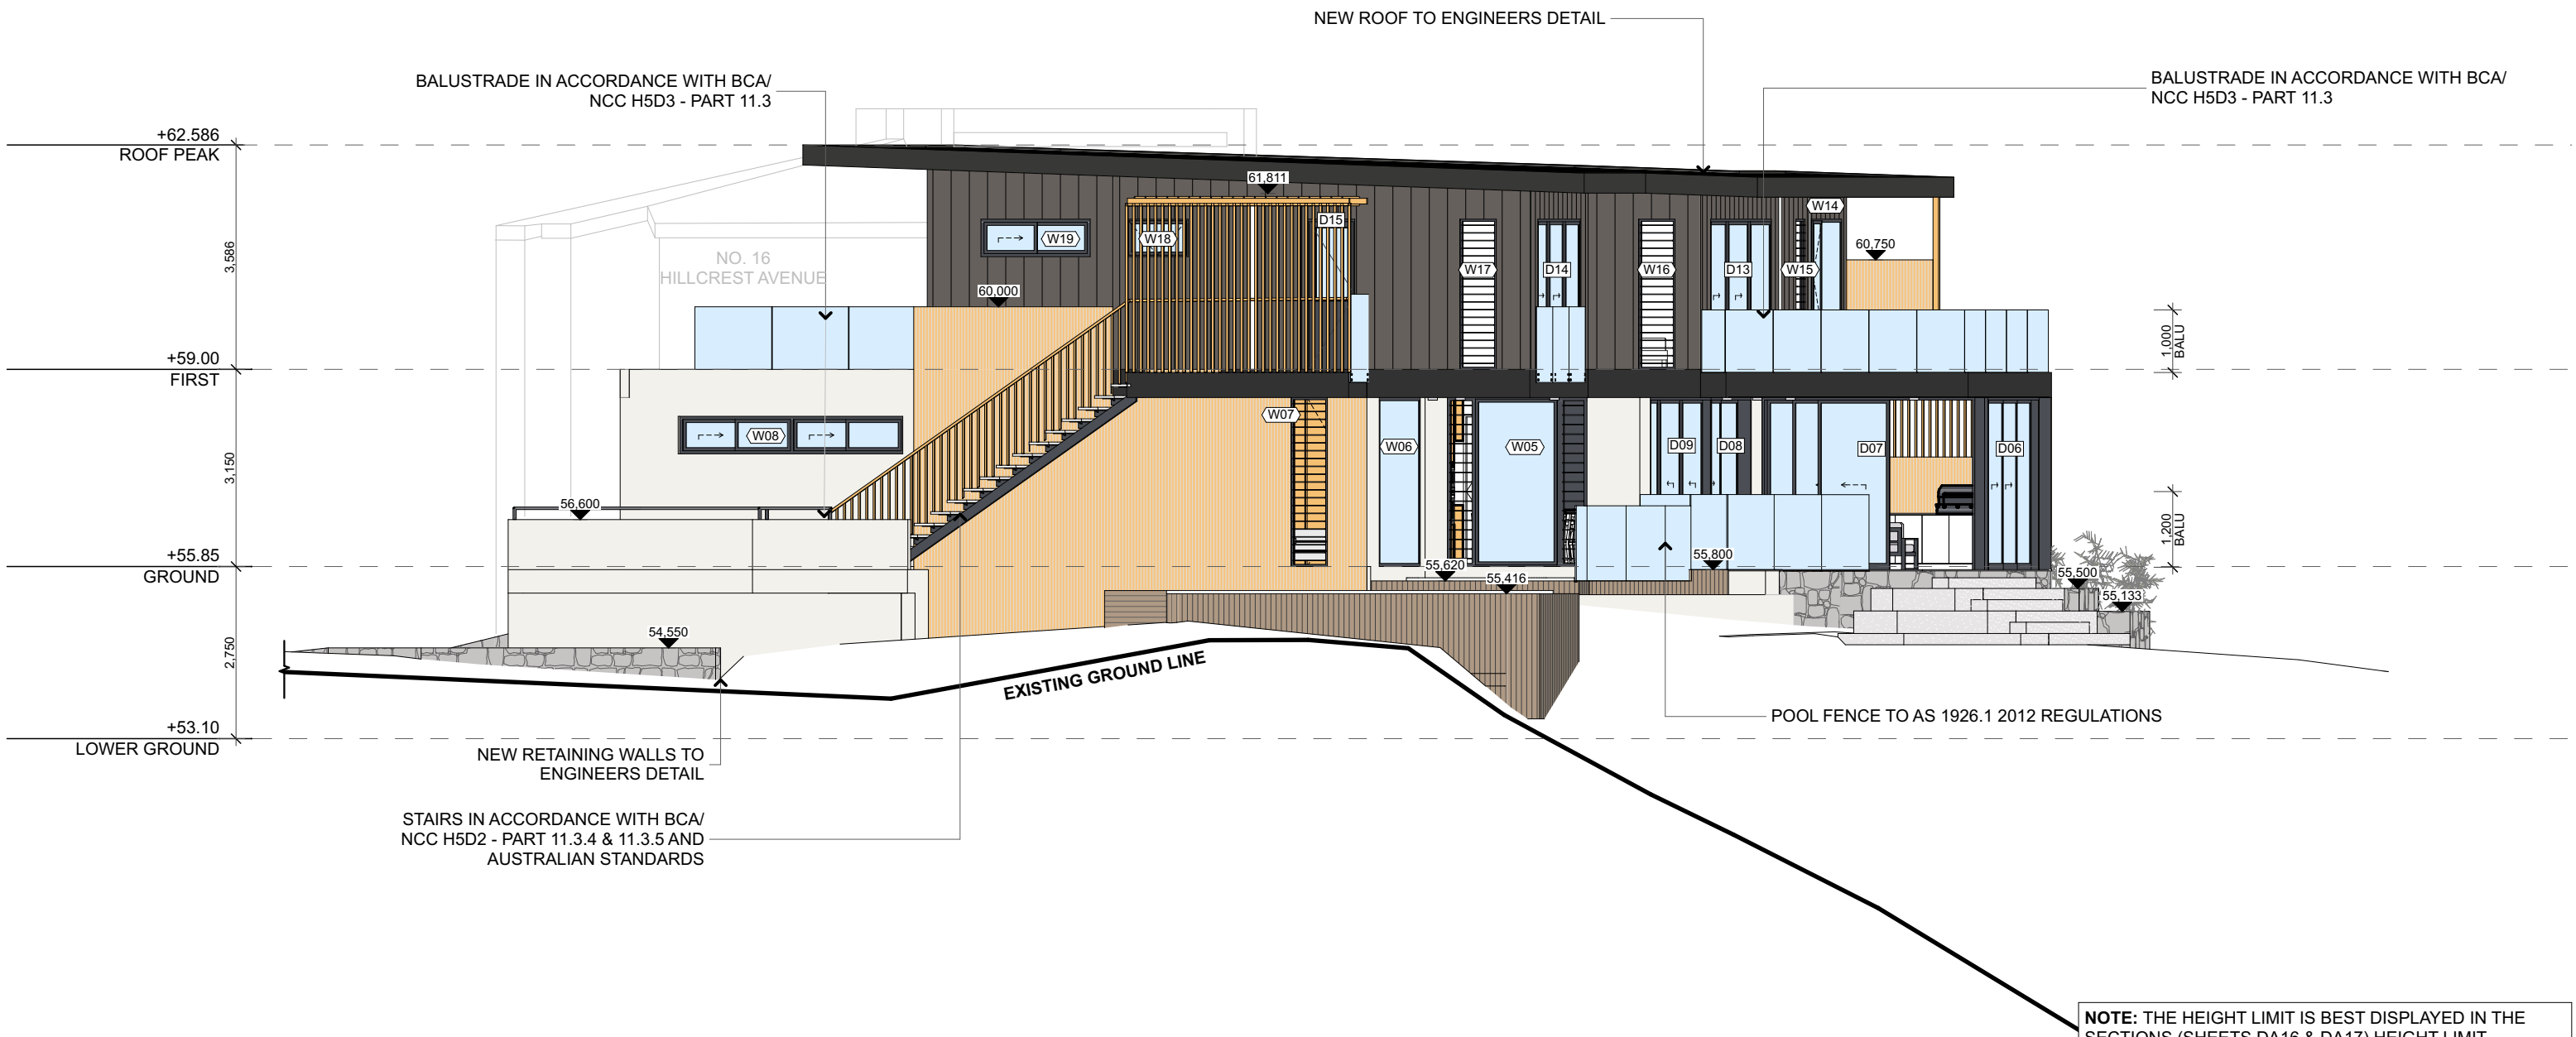 NEW ROOF TO ENGINEERS DETAIL
BALUSTRADE IN ACCORDANCE WITH BCA/
NCC H5D3 - PART 11.3
BALUSTRADE IN ACCORDANCE WITH BCA/
NCC H5D3 - PART 11.3
+62.586
ROOF PEAK
61,811
D15
W14
W19
W18
60,750
3,586
NO. 16
HILLCREST AVENUE
W17
D14
W16
D13
W15
60,000
1,000
BALU
+59.00
FIRST
W07
W08
W06
W05
D09
D08
D07
D06
3,150
56,600
1,200
BALU
+55.85
GROUND
55,620
55,416
55,800
55,500
55,133
54,550
2,750
EXISTING GROUND LINE
POOL FENCE TO AS 1926.1 2012 REGULATIONS
+53.10
LOWER GROUND
NEW RETAINING WALLS TO
ENGINEERS DETAIL
STAIRS IN ACCORDANCE WITH BCA/
NCC H5D2 - PART 11.3.4 & 11.3.5 AND
AUSTRALIAN STANDARDS
NOTE: THE HEIGHT LIMIT IS BEST DISPLAYED IN THE
SECTIONS (SHEETS DA16 & DA17) HEIGHT LIMIT